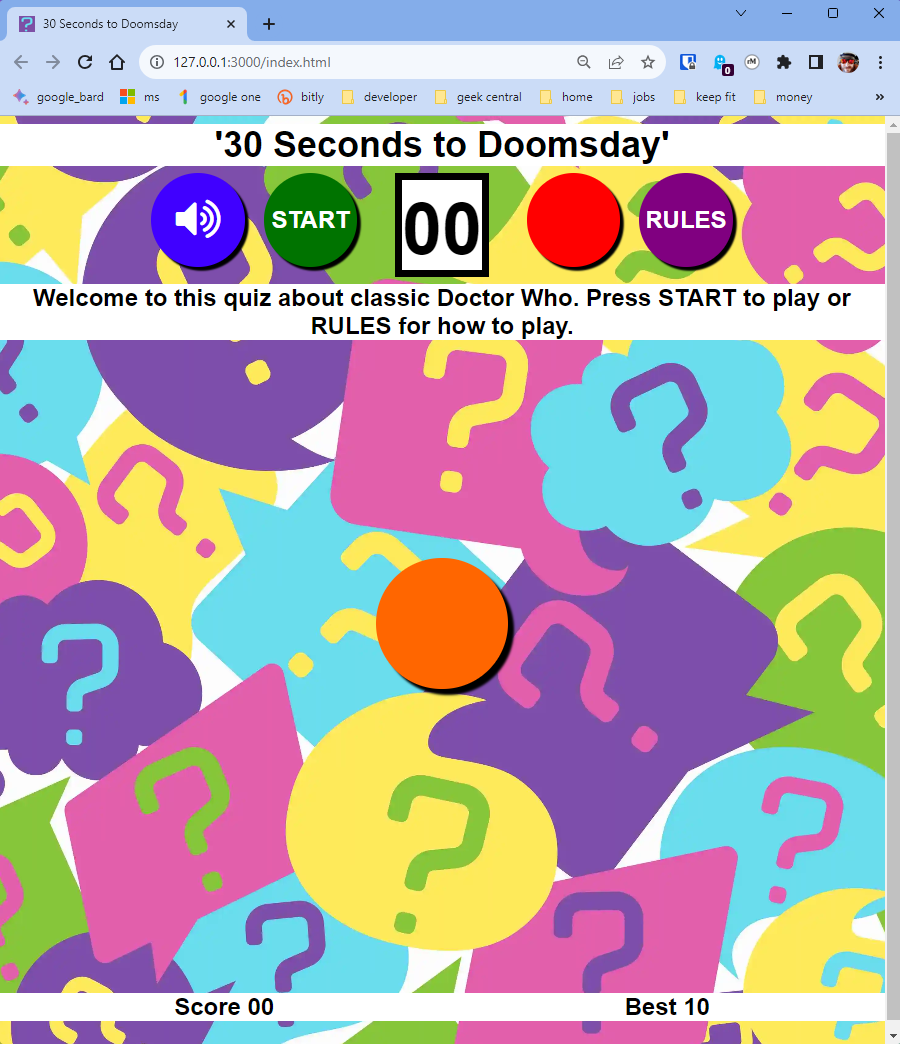 30 Seconds to Doomsday
127.0.0.1:3000/index.html
0
rM
google_bard
ms
google one
bitly
developer
geek central
home
jobs
keep fit
money
»
'30 Seconds to Doomsday'
START
00
RULES
Welcome to this quiz about classic Doctor Who. Press START to play or
RULES for how to play.
Score 00
Best 10